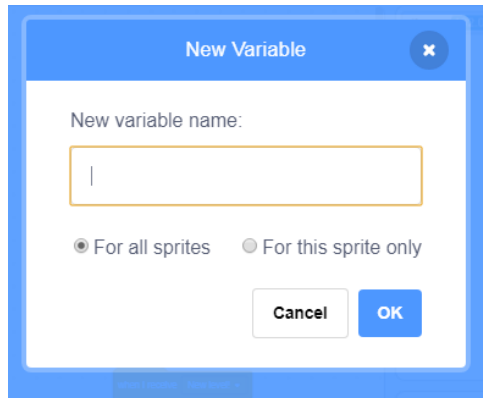 New Variable
New variable name:
For all sprites For this sprite only
Cancel OK